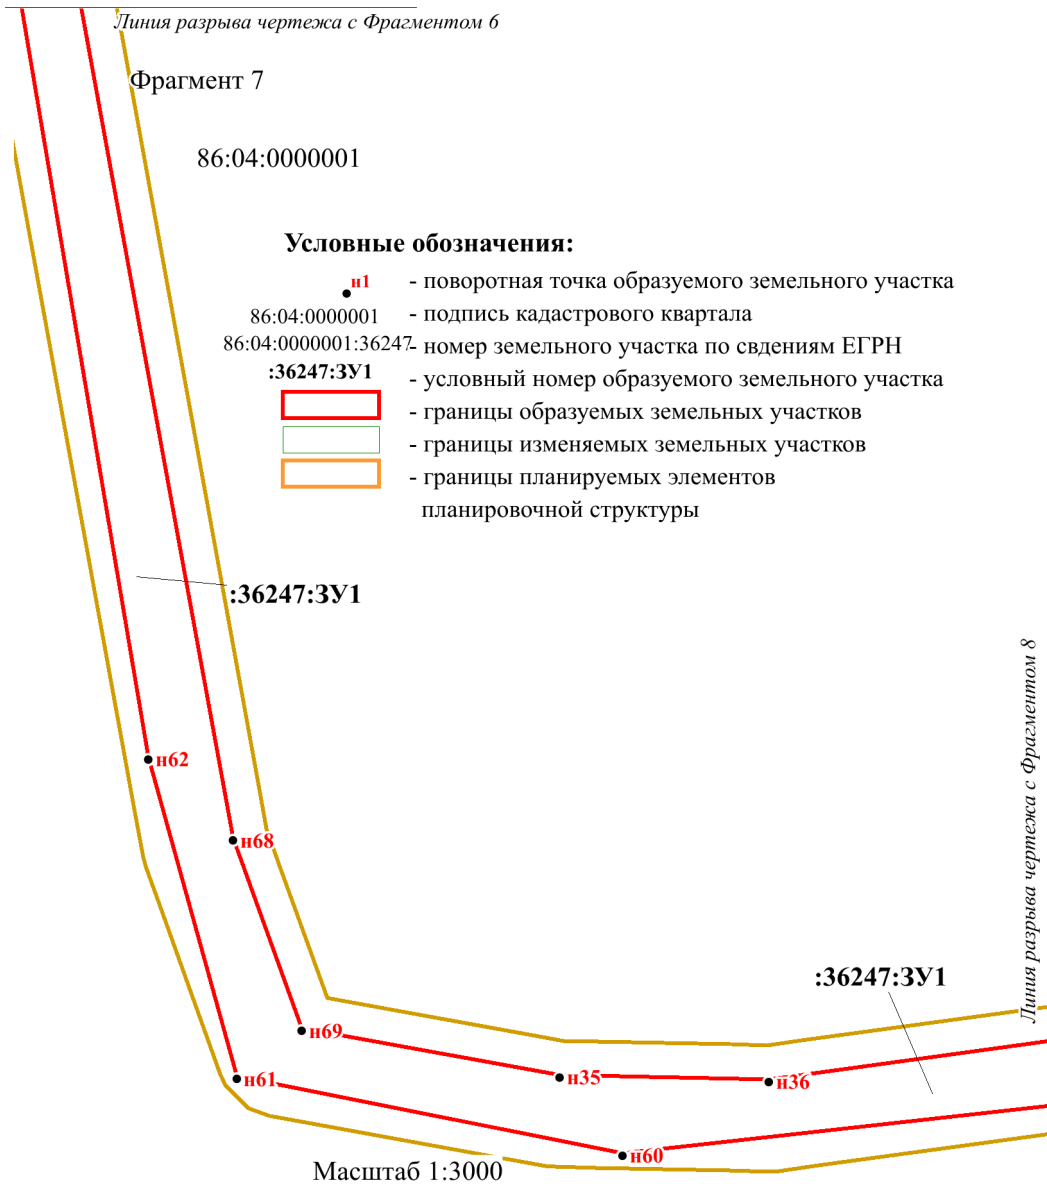 Линия разрыва чертежа с Фрагментом 6
Фрагмент 7
86:04:0000001
Условные обозначения:
н1
- поворотная точка образуемого земельного участка
86:04:0000001
- подпись кадастрового квартала
86:04:0000001:36247
- номер земельного участка по свдениям ЕГРН
:36247:ЗУ1
- условный номер образуемого земельного участка
- границы образуемых земельных участков
- границы изменяемых земельных участков
- границы планируемых элементов
планировочной структуры
:36247:ЗУ1
Линия разрыва чертежа с Фрагментом 8
н62
н68
:36247:ЗУ1
н69
н61
н35
н36
н60
Масштаб 1:3000